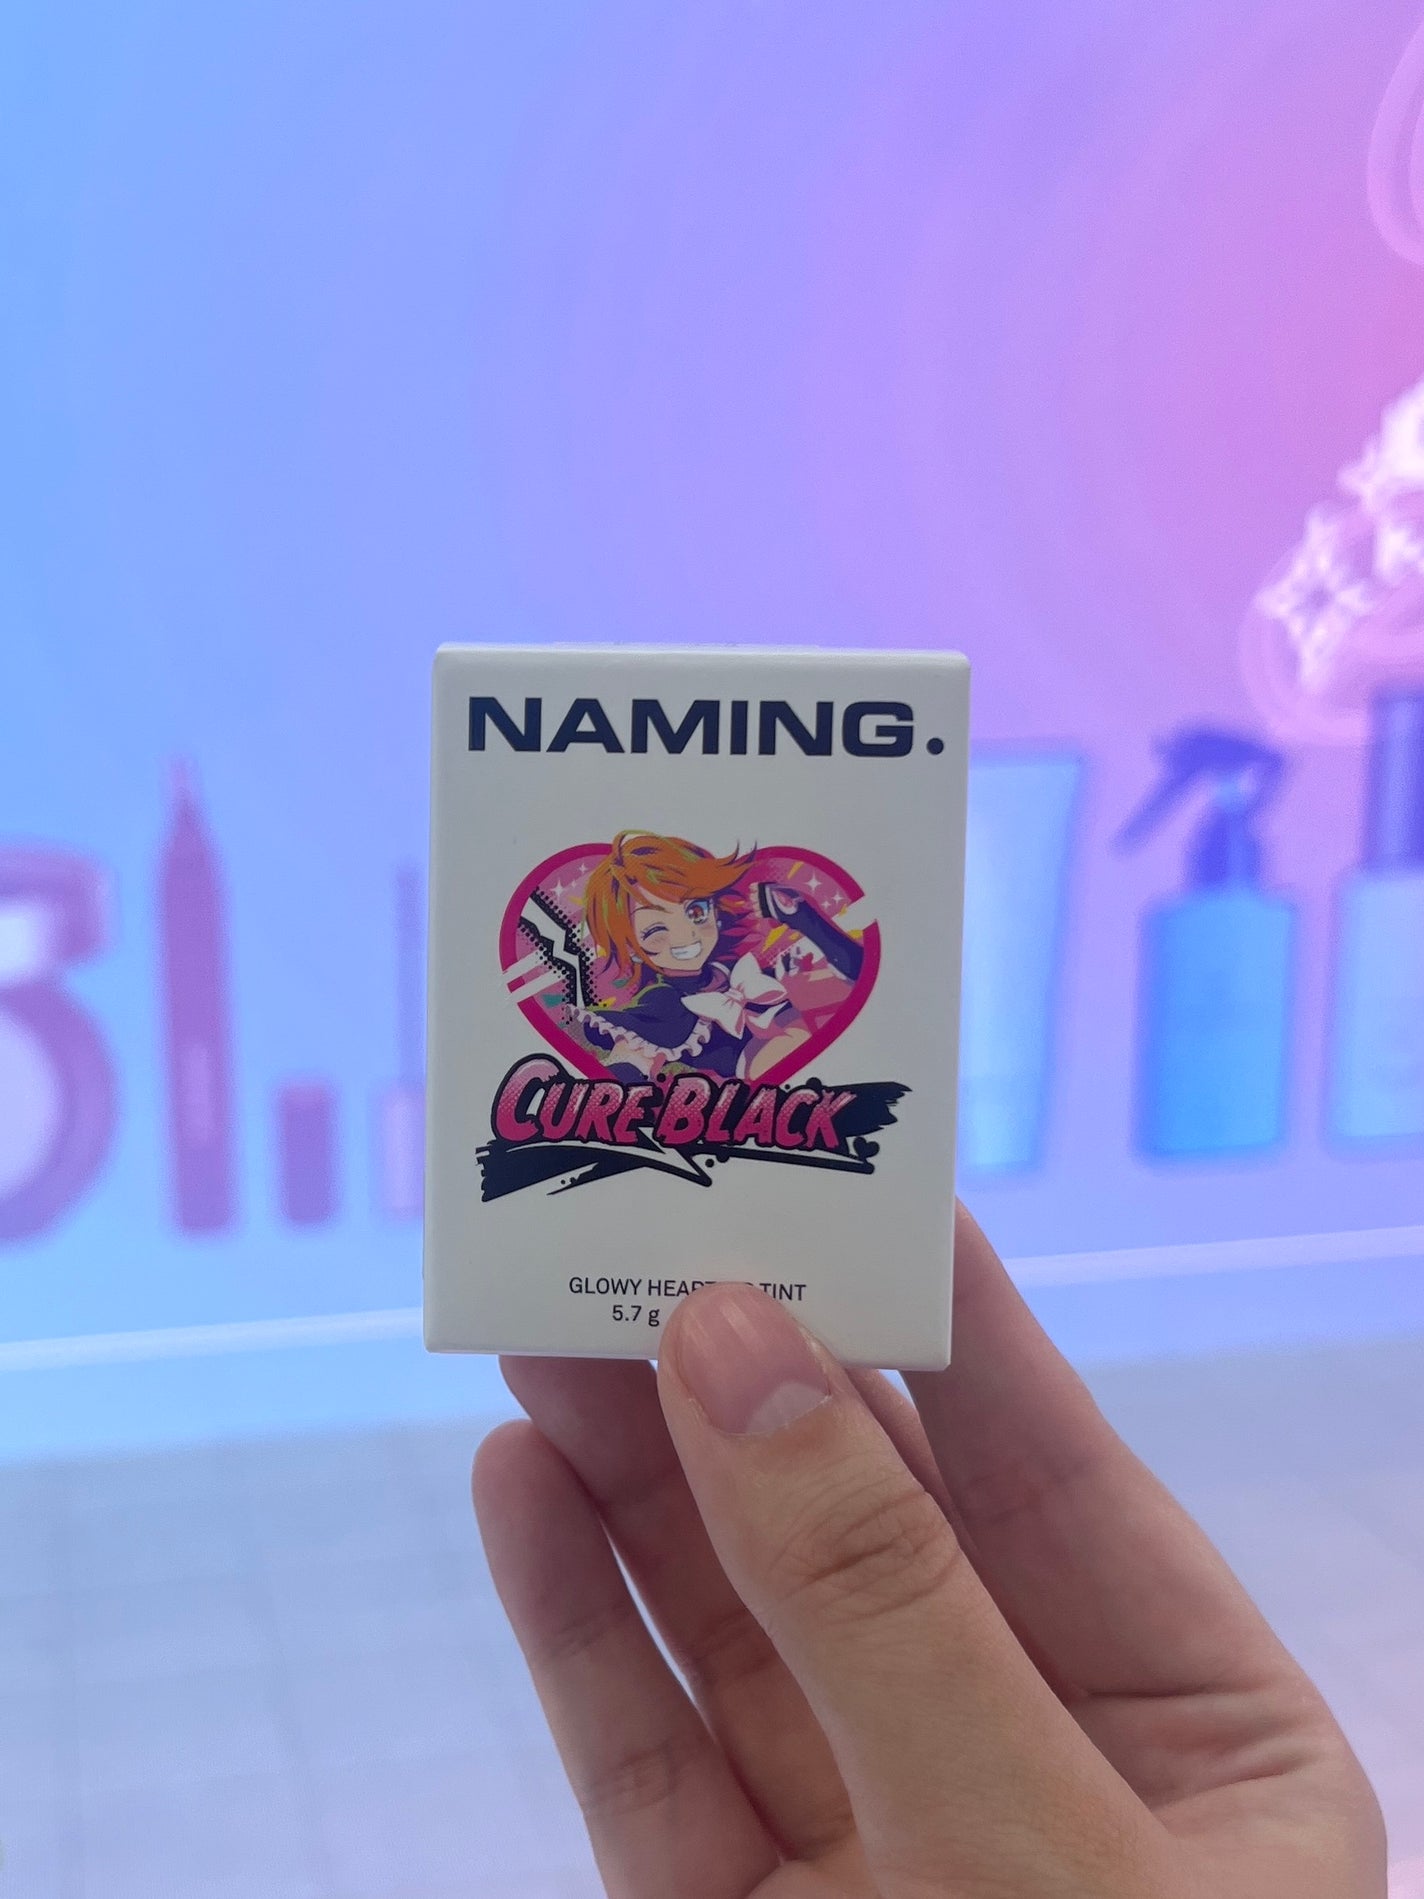 NAMING.
CURE BLACK
GLOWY HEART TINT
5.7 g